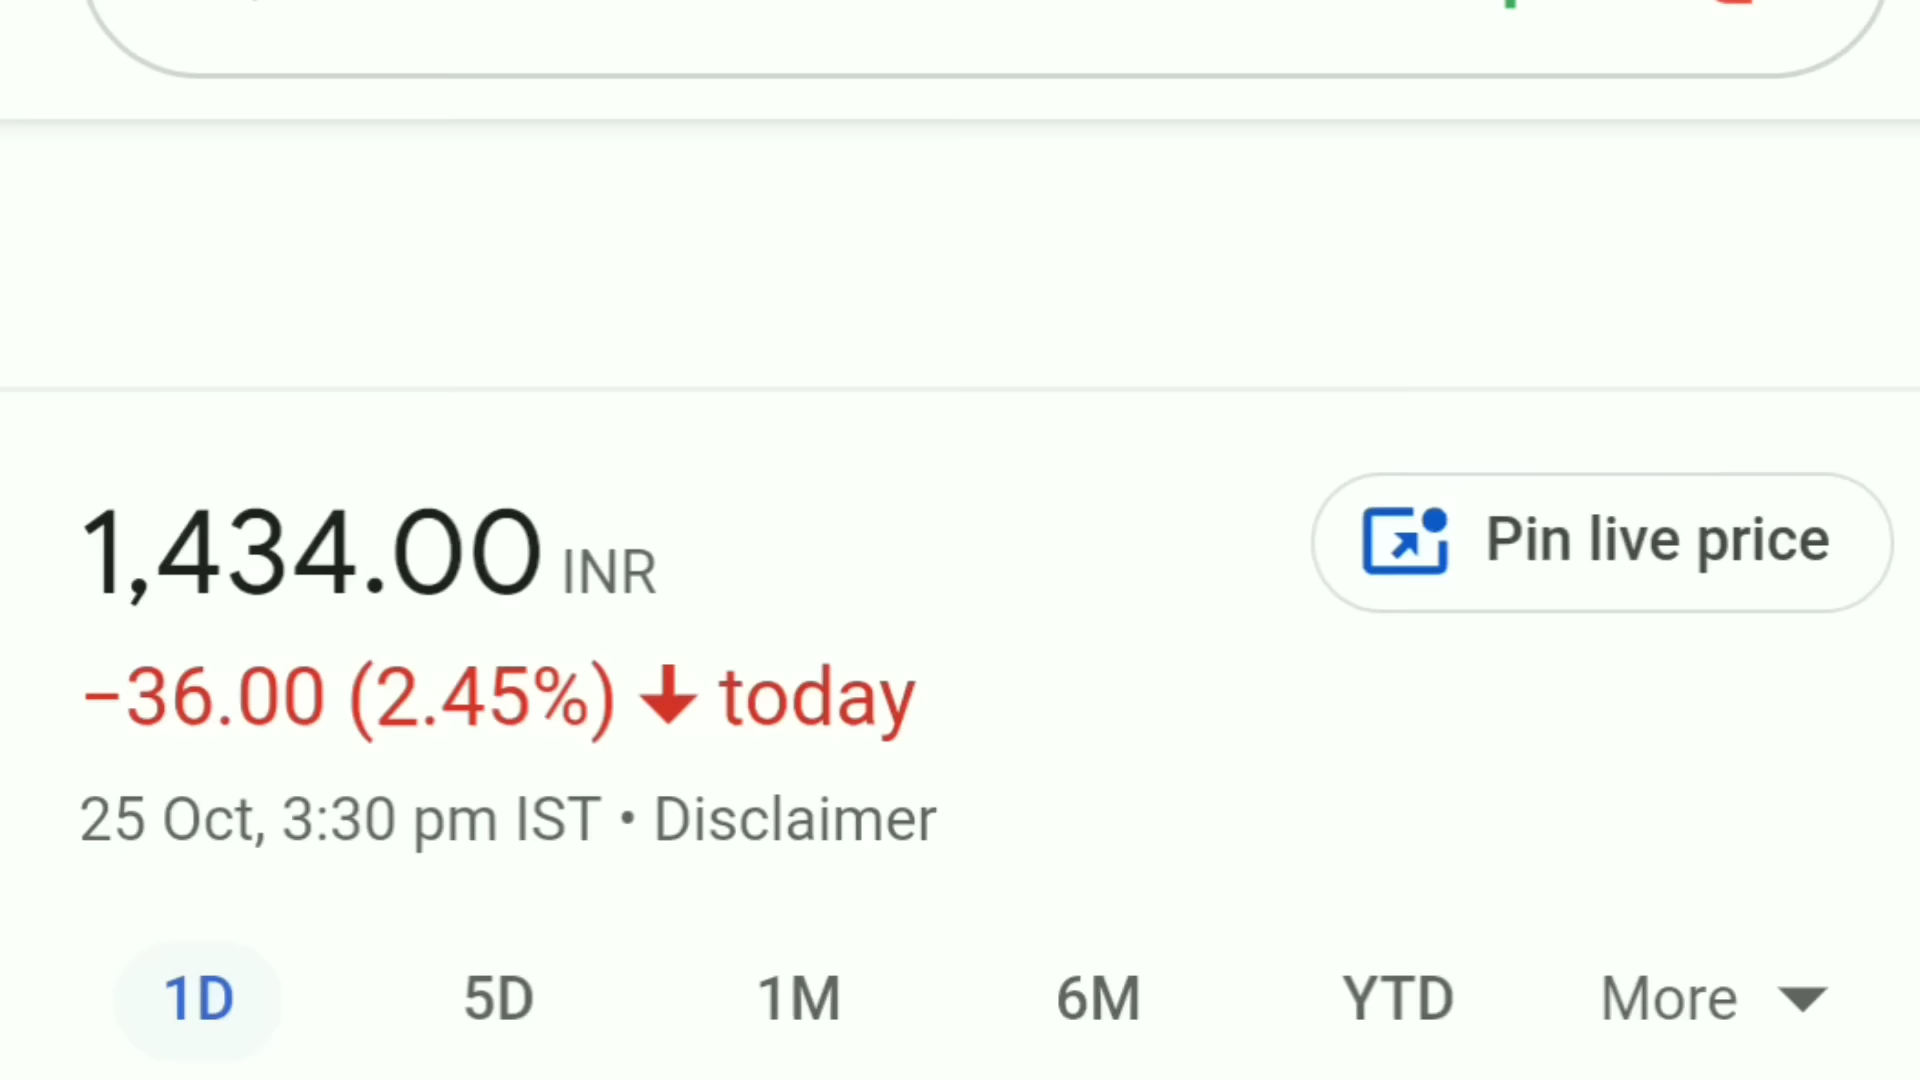 1,434.00 INR
Pin live price
−36.00 (2.45%) ↓ today
25 Oct, 3:30 pm IST • Disclaimer
1D 5D 1M 6M YTD More